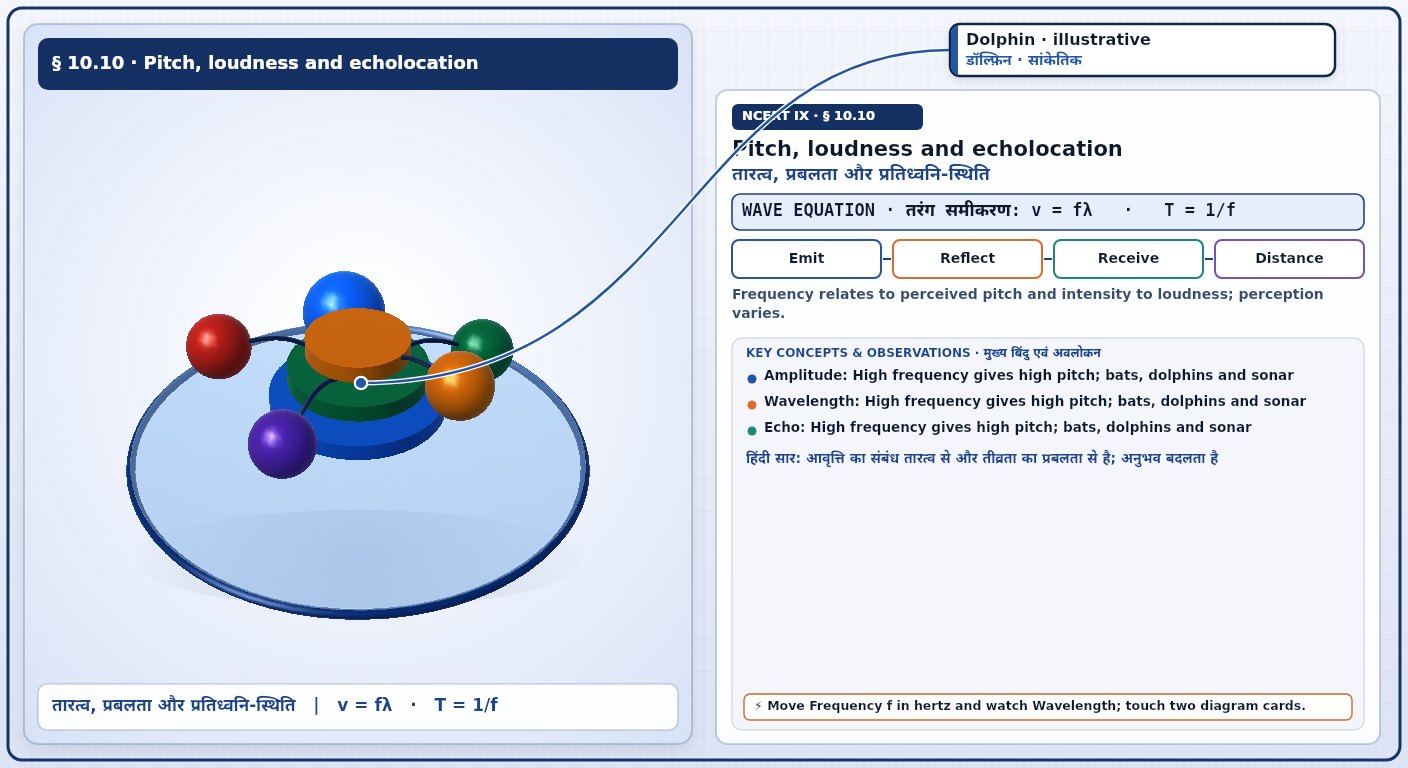 § 10.10 · Pitch, loudness and echolocation
Dolphin · illustrative
डॉल्फ़िन · सांकेतिक
NCERT IX · § 10.10
Pitch, loudness and echolocation
तारत्व, प्रबलता और प्रतिध्वनि-स्थिति
WAVE EQUATION · तरंग समीकरण: v = fλ · T = 1/f
Emit
Reflect
Receive
Distance
Frequency relates to perceived pitch and intensity to loudness; perception
varies.
KEY CONCEPTS & OBSERVATIONS · मुख्य बिंदु एवं अवलोकन
Amplitude: High frequency gives high pitch; bats, dolphins and sonar
Wavelength: High frequency gives high pitch; bats, dolphins and sonar
Echo: High frequency gives high pitch; bats, dolphins and sonar
हिंदी सार: आवृत्ति का संबंध तारत्व से और तीव्रता का प्रबलता से है; अनुभव बदलता है
⚡ Move Frequency f in hertz and watch Wavelength; touch two diagram cards.
तारत्व, प्रबलता और प्रतिध्वनि-स्थिति | v = fλ · T = 1/f